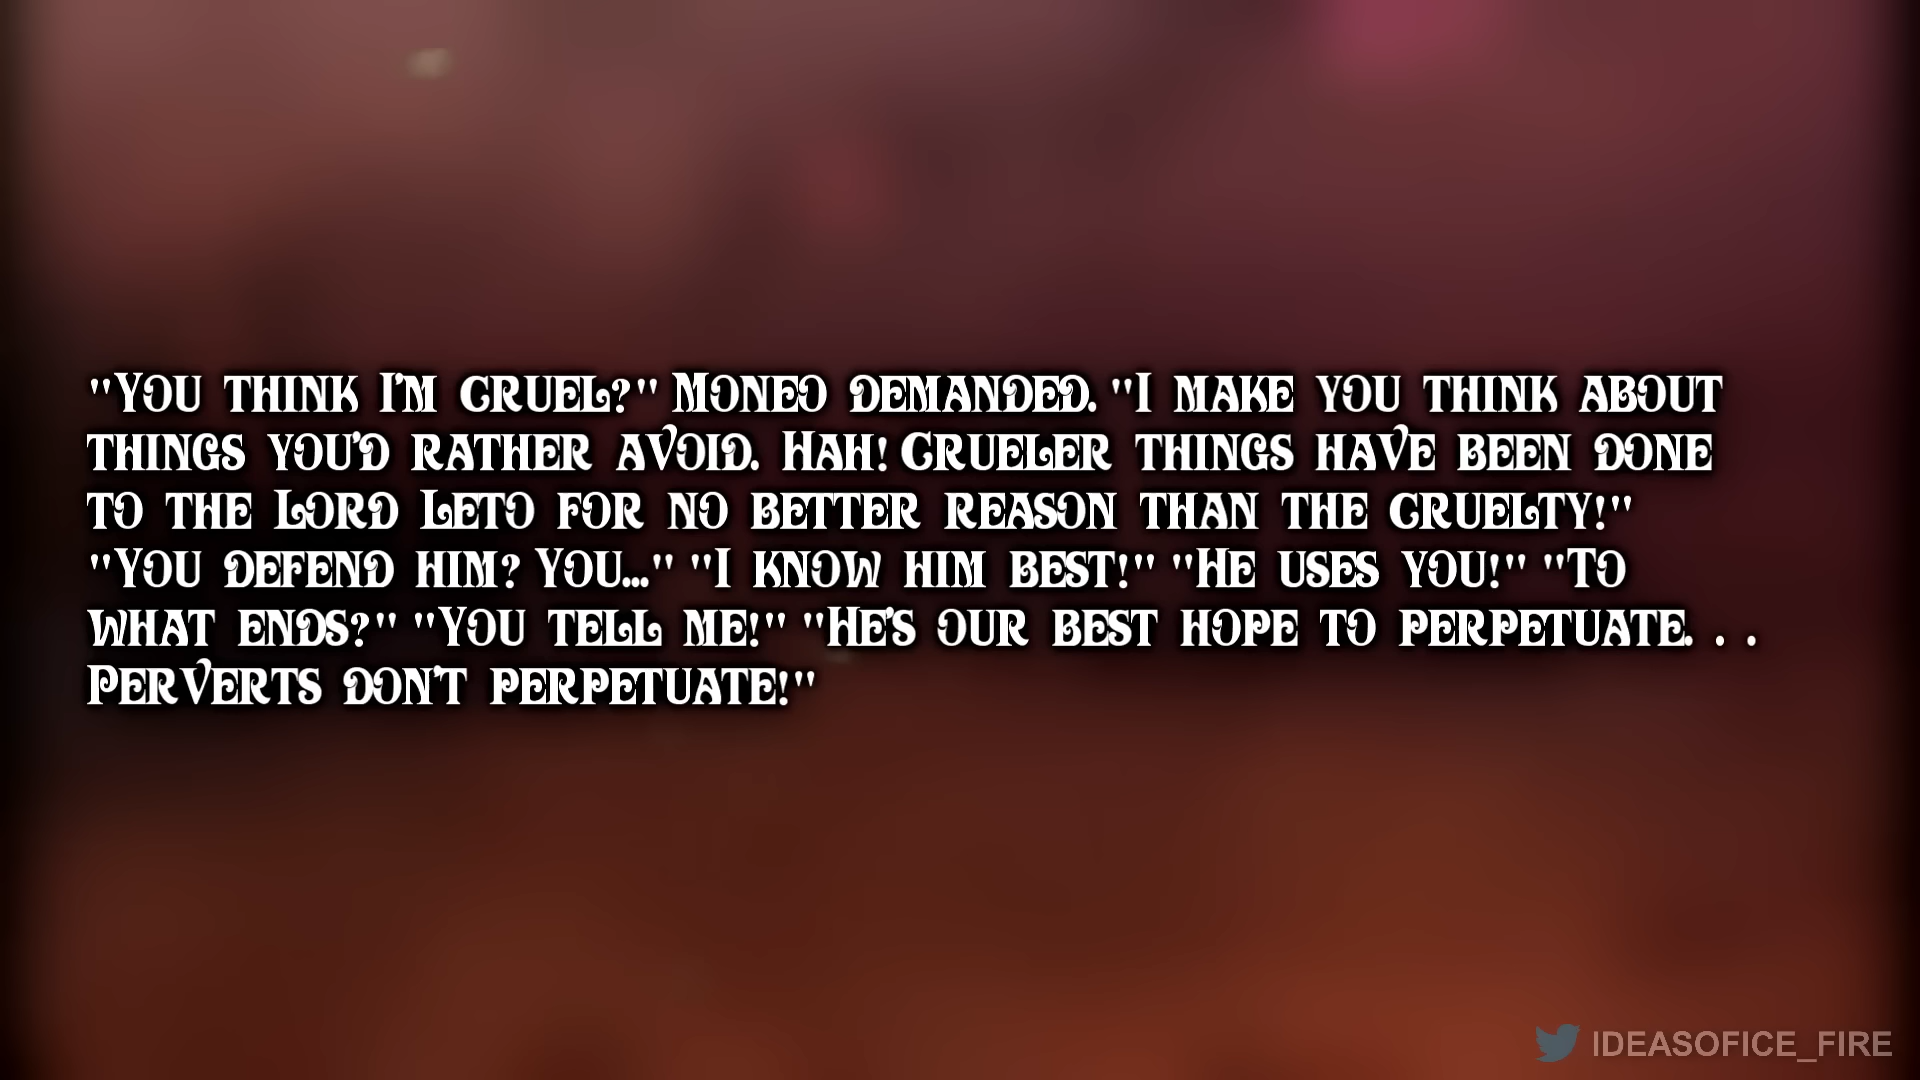 "You think I'm cruel?" Moneo demanded. "I make you think about
things you'd rather avoid. Hah! Crueler things have been done
to the Lord Leto for no better reason than the cruelty!"
"You defend him? You..." "I know him best!" "He uses you!" "To
what ends?" "You tell me!" "He's our best hope to perpetuate. . .
Perverts don't perpetuate!"
IDEASOFICE_FIRE